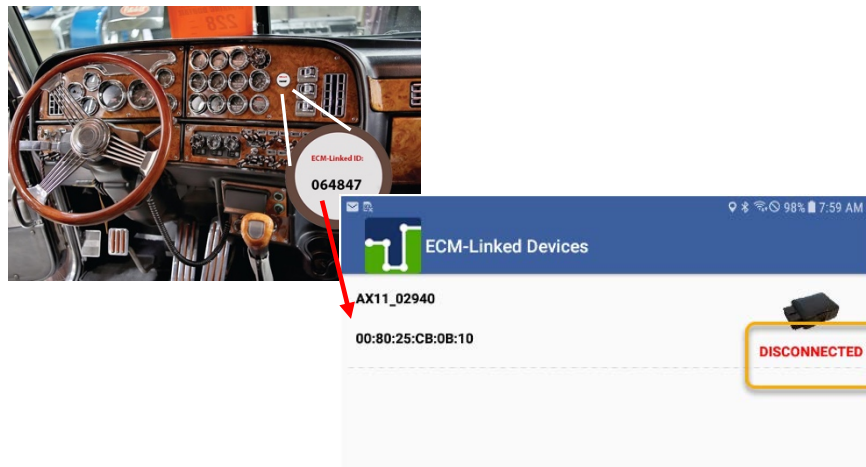 228
ECM-Linked ID:
064847
98% 7:59 AM
ECM-Linked Devices
AX11_02940
00:80:25:CB:0B:10
DISCONNECTED